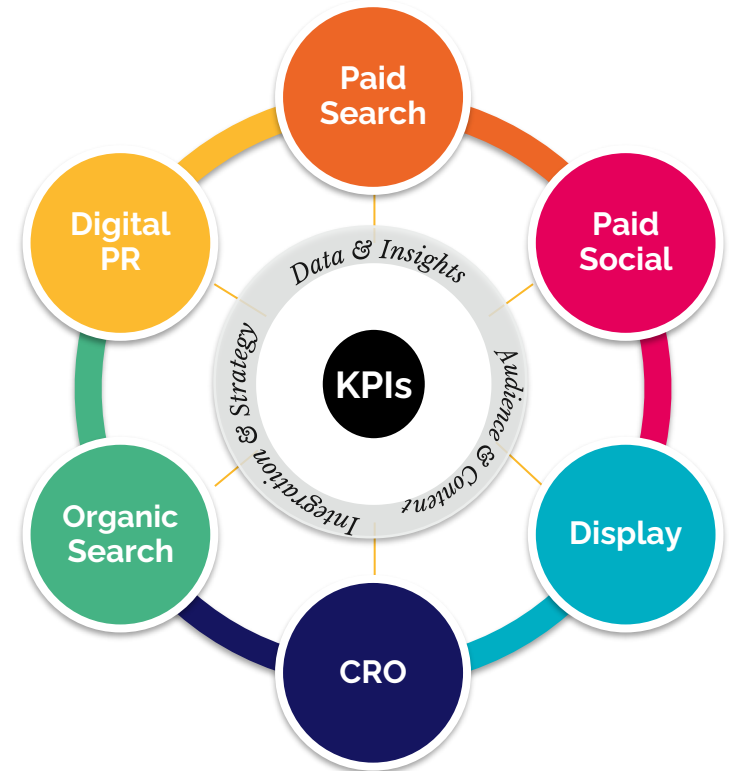 Paid
Search
Digital
PR
Paid
Social
Data & Insights
Integration & Strategy
KPIs
Audience & Content
Organic
Search
Display
CRO